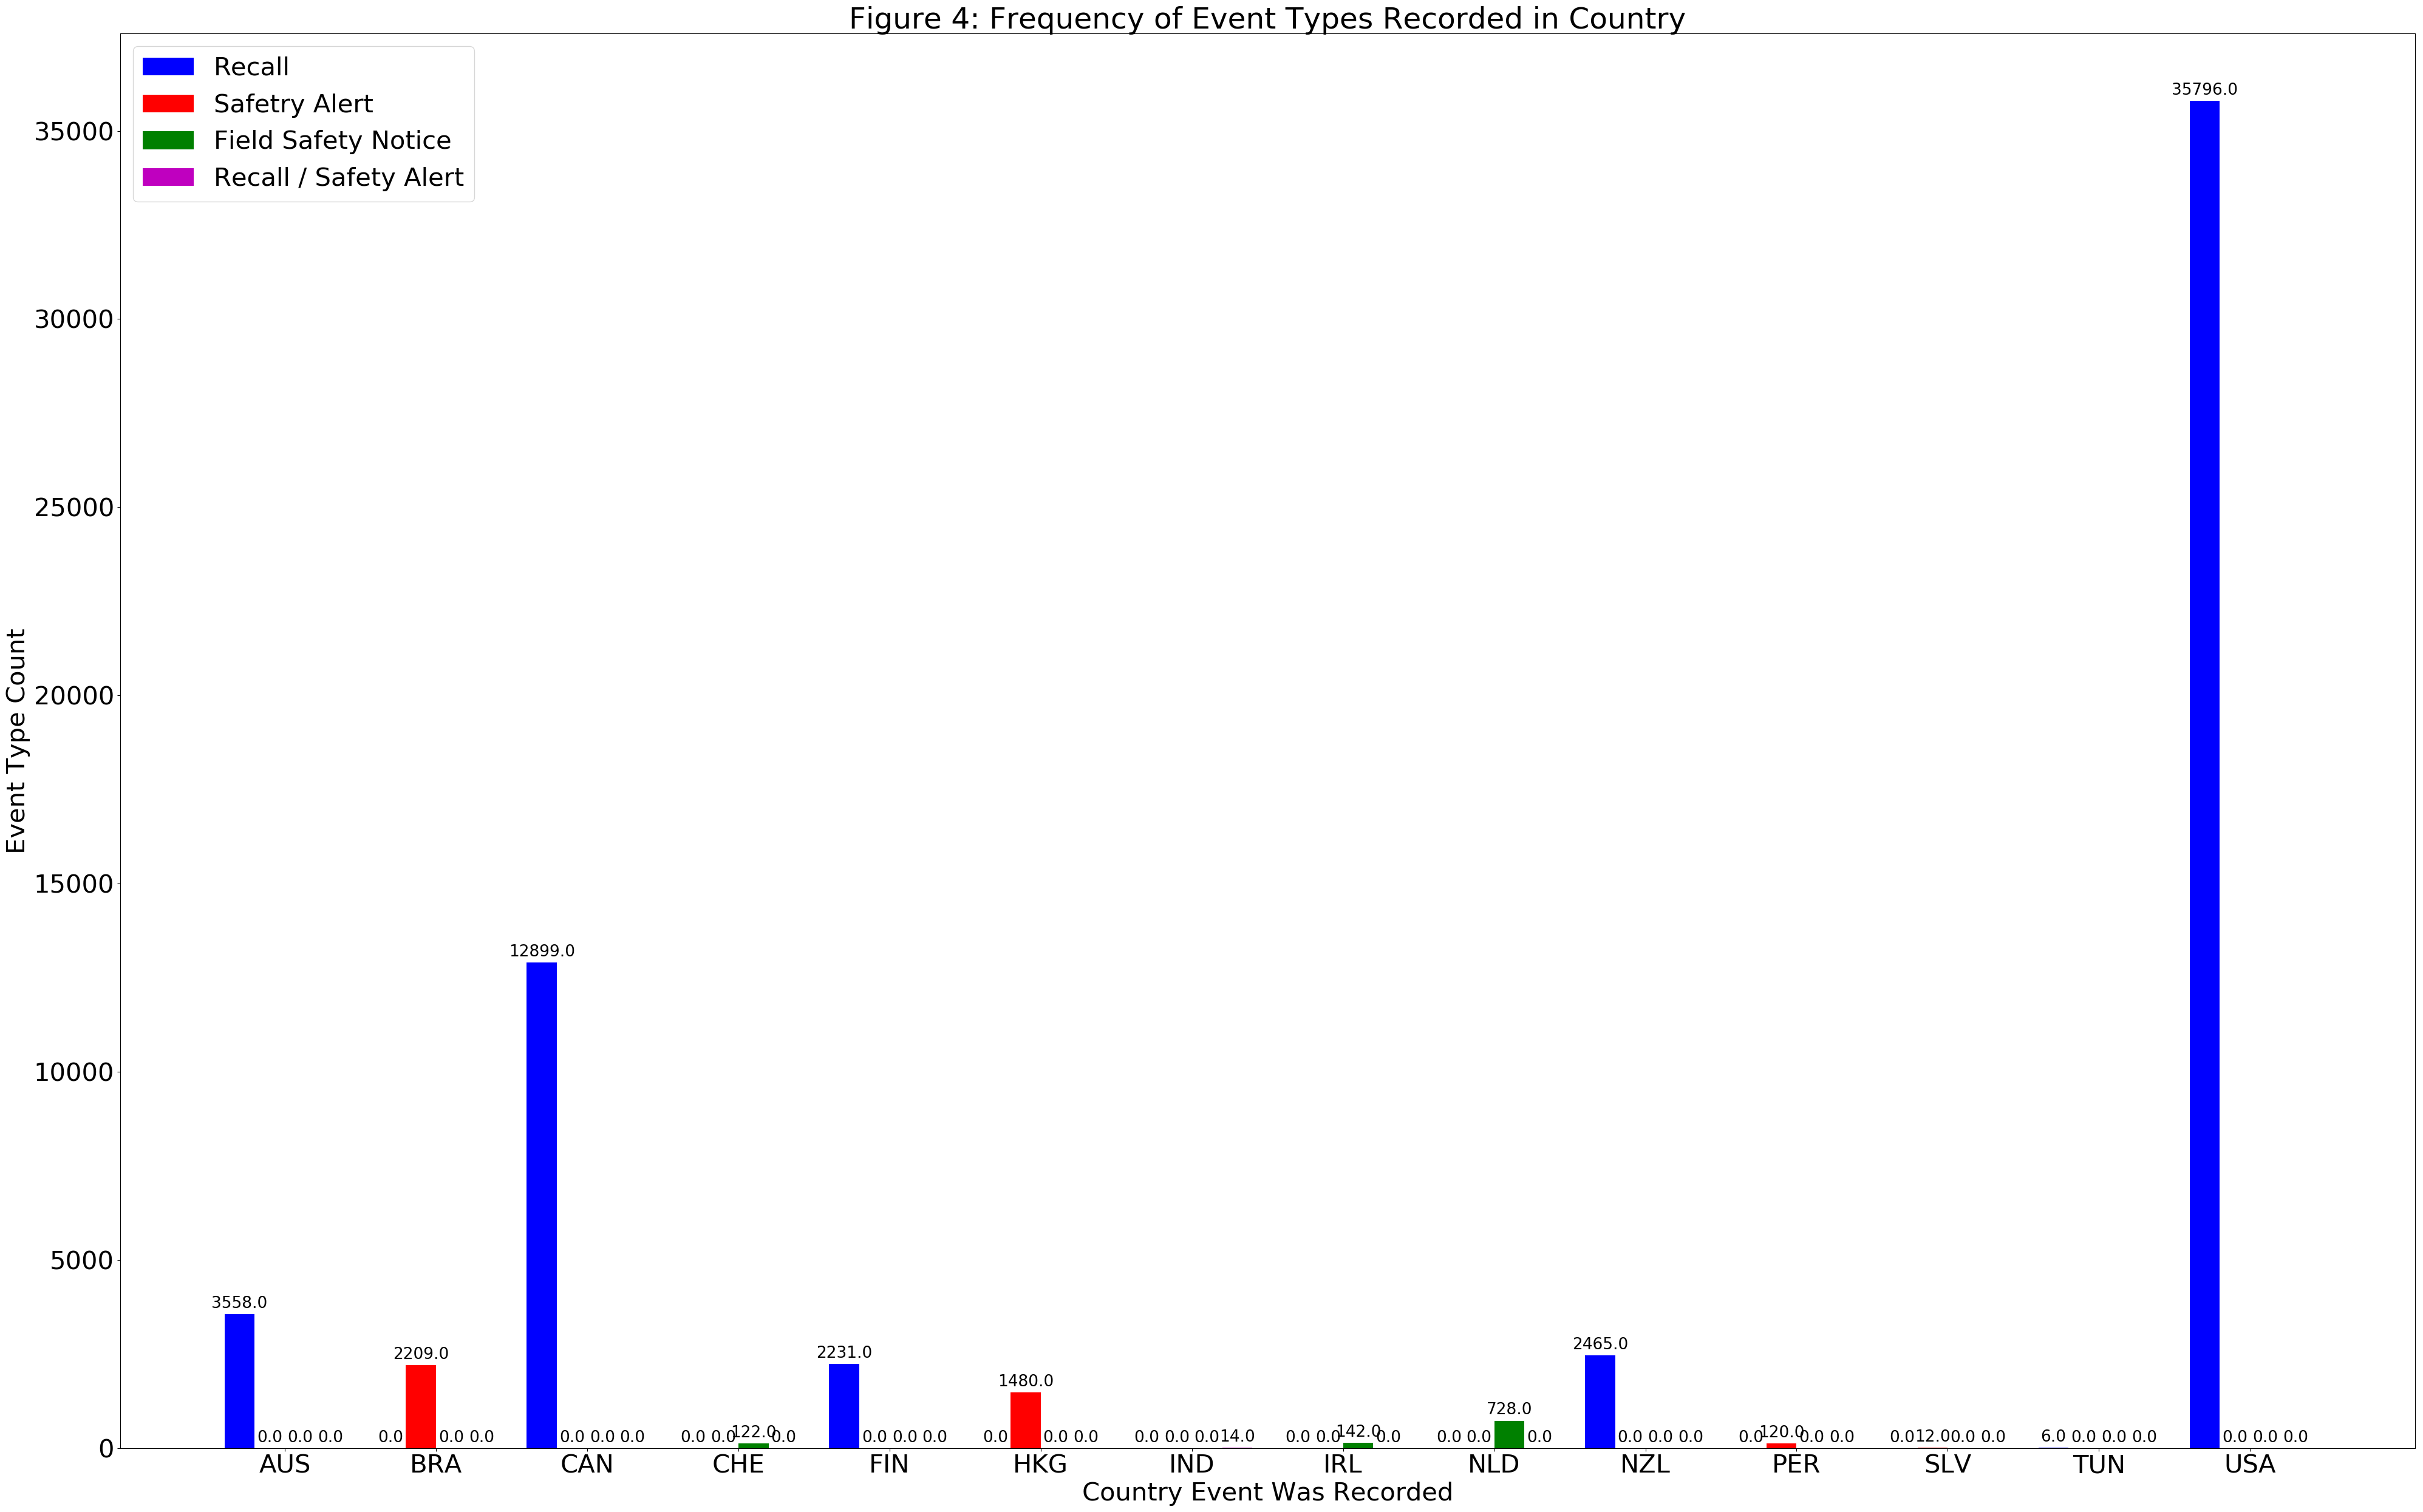 Figure 4: Frequency of Event Types Recorded in Country
Recall
Safetry Alert
Field Safety Notice
Recall / Safety Alert
Event Type Count
35000
30000
25000
20000
15000
10000
5000
0
35796.0
12899.0
3558.0
2209.0
2231.0
1480.0
2465.0
728.0
0.0 0.0 0.0 0.0 0.0 0.0 0.0 0.0 0.0 0.0 0.0 122.0 0.0 0.0 0.0 0.0 0.0 0.0 0.0 0.0 0.0 0.0 14.0 0.0 0.0 142.0 0.0 0.0 0.0 0.0 0.0 0.0 0.0 0.0 120.0 0.0 0.0 0.0 12.0 0.0 0.0 6.0 0.0 0.0 0.0 0.0 0.0 0.0
AUS BRA CAN CHE FIN HKG IND IRL NLD NZL PER SLV TUN USA
Country Event Was Recorded